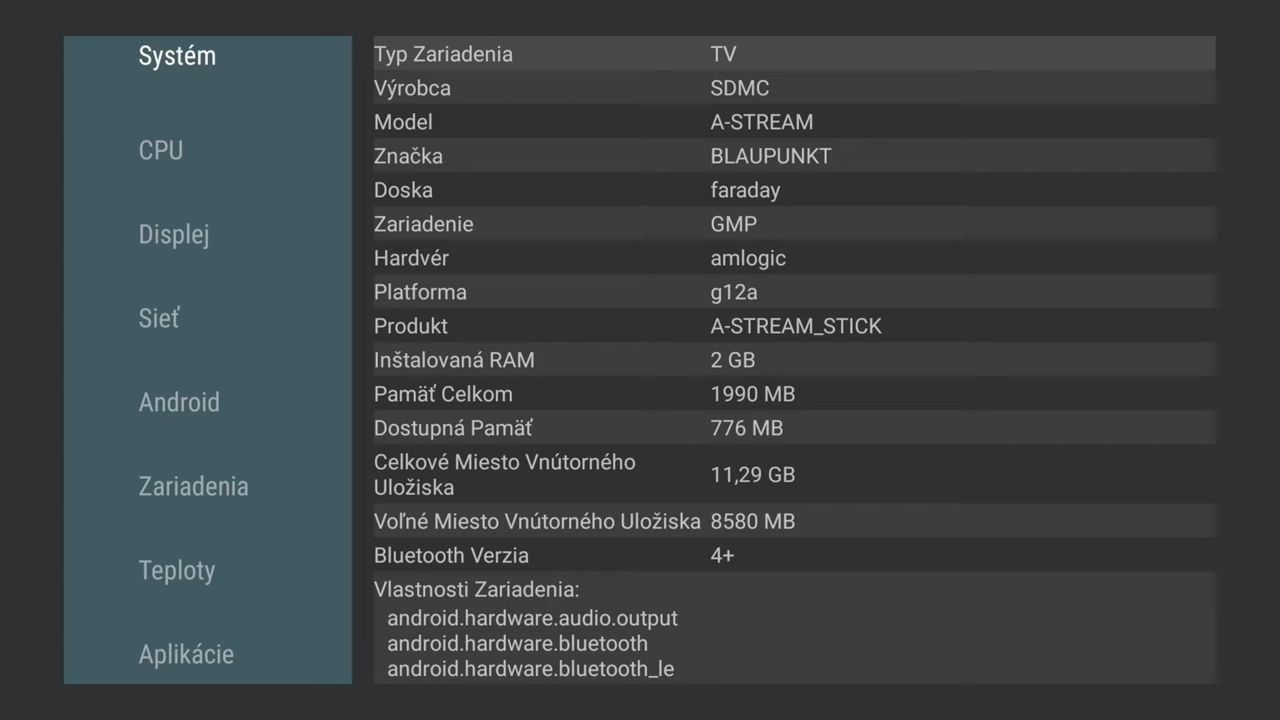 Systém
CPU
Displej
Sieť
Android
Zariadenia
Teploty
Aplikácie
Typ Zariadenia TV
Výrobca SDMC
Model A-STREAM
Značka BLAUPUNKT
Doska faraday
Zariadenie GMP
Hardvér amlogic
Platforma g12a
Produkt A-STREAM_STICK
Inštalovaná RAM 2 GB
Pamäť Celkom 1990 MB
Dostupná Pamäť 776 MB
Celkové Miesto Vnútorného
Uložiska 11,29 GB
Voľné Miesto Vnútorného Uložiska 8580 MB
Bluetooth Verzia 4+
Vlastnosti Zariadenia:
android.hardware.audio.output
android.hardware.bluetooth
android.hardware.bluetooth_le